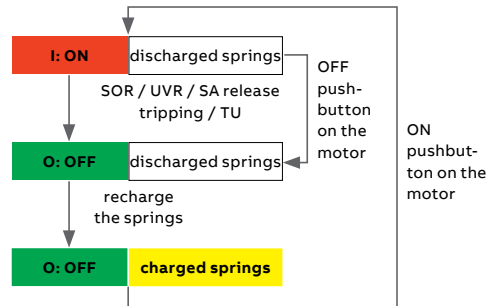 I: ON
discharged springs
SOR / UVR / SA release
tripping / TU
OFF
push-
button
on the
motor
ON
pushbut-
ton on the
motor
O: OFF
discharged springs
recharge
the springs
O: OFF
charged springs